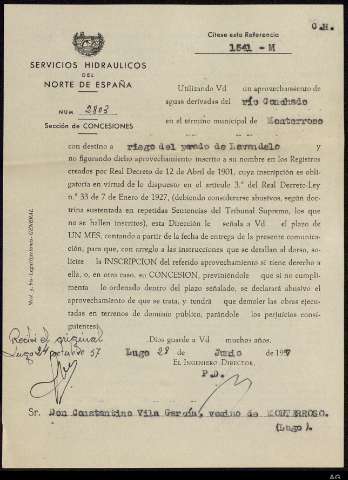 C.H.
Cítese esta Referencia
1541 - M
SERVICIOS HIDRAULICOS
DEL
NORTE DE ESPAÑA
NUM. 2803
Sección de CONCESIONES
Utilizando Vd un aprovechamiento de
aguas derivadas del río Conchado
en el término municipal de Monterroso
con destino a riego del prado de Lavandelo y
no figurando dicho aprovechamiento inscrito a su nombre en los Registros
creados por Real Decreto de 12 de Abril de 1901, cuya inscripción es obli-
gatoria en virtud de lo dispuesto en el artículo 3.º del Real Decreto-Ley
n.º 33 de 7 de Enero de 1927, (debiendo considerarse abusivos, según doc-
trina sustentada en repetidas Sentencias del Tribunal Supremo, los que
no se hallen inscritos), esta Dirección le señala a Vd el plazo de
UN MES, contando a partir de la fecha de entrega de la presente comunica-
ción, para que, con arreglo a las instrucciones que se detallan al dorso, so-
licite la INSCRIPCION del referido aprovechamiento si tiene derecho a
ella, o, en otro caso, su CONCESION, previniéndole que si no cumpli-
menta lo ordenado dentro del plazo señalado, se declarará abusivo el
aprovechamiento de que se trata, y tendrá que demoler las obras ejecu-
tadas en terrenos de dominio público, parándole los perjuicios consi-
guientes.
Dios guarde a Vd muchos años.
Lugo 28 de Junio de 1957
EL INGENIERO DIRECTOR,
P.D.
Recibí el original
Lugo 24 octubre 57
Sr. Don Constantino Vila García, vecino de MONTERROSO.
(Lugo).
AG